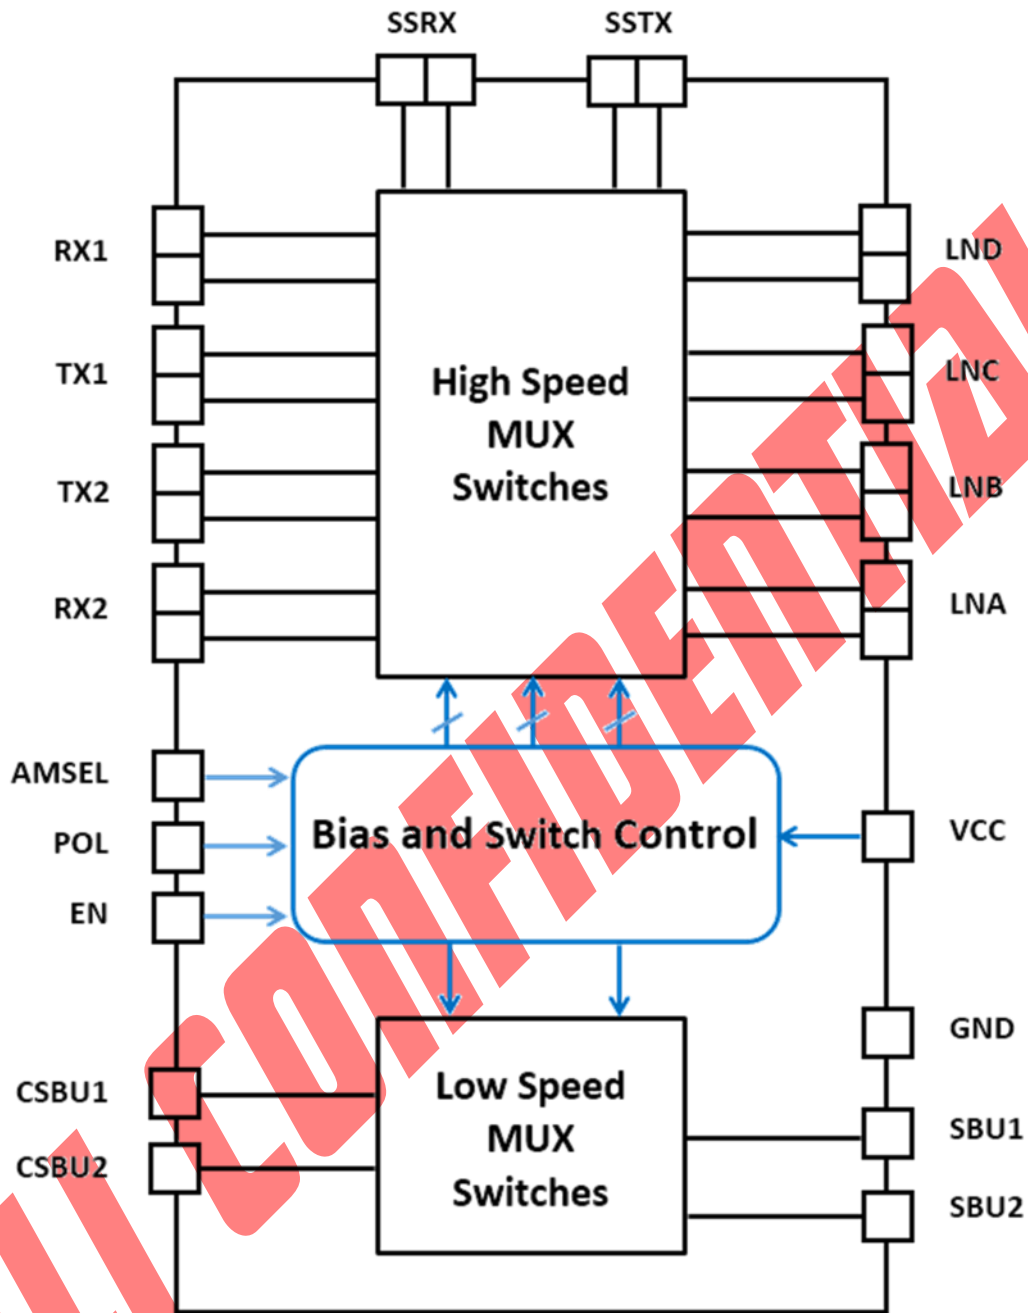 SSRX SSTX
RX1
LND
TX1
LNC
High Speed
MUX
Switches
TX2
LNB
RX2
LNA
AMSEL
POL
EN
Bias and Switch Control
VCC
GND
CSBU1
CSBU2
Low Speed
MUX
Switches
SBU1
SBU2
CONFIDENTIAL